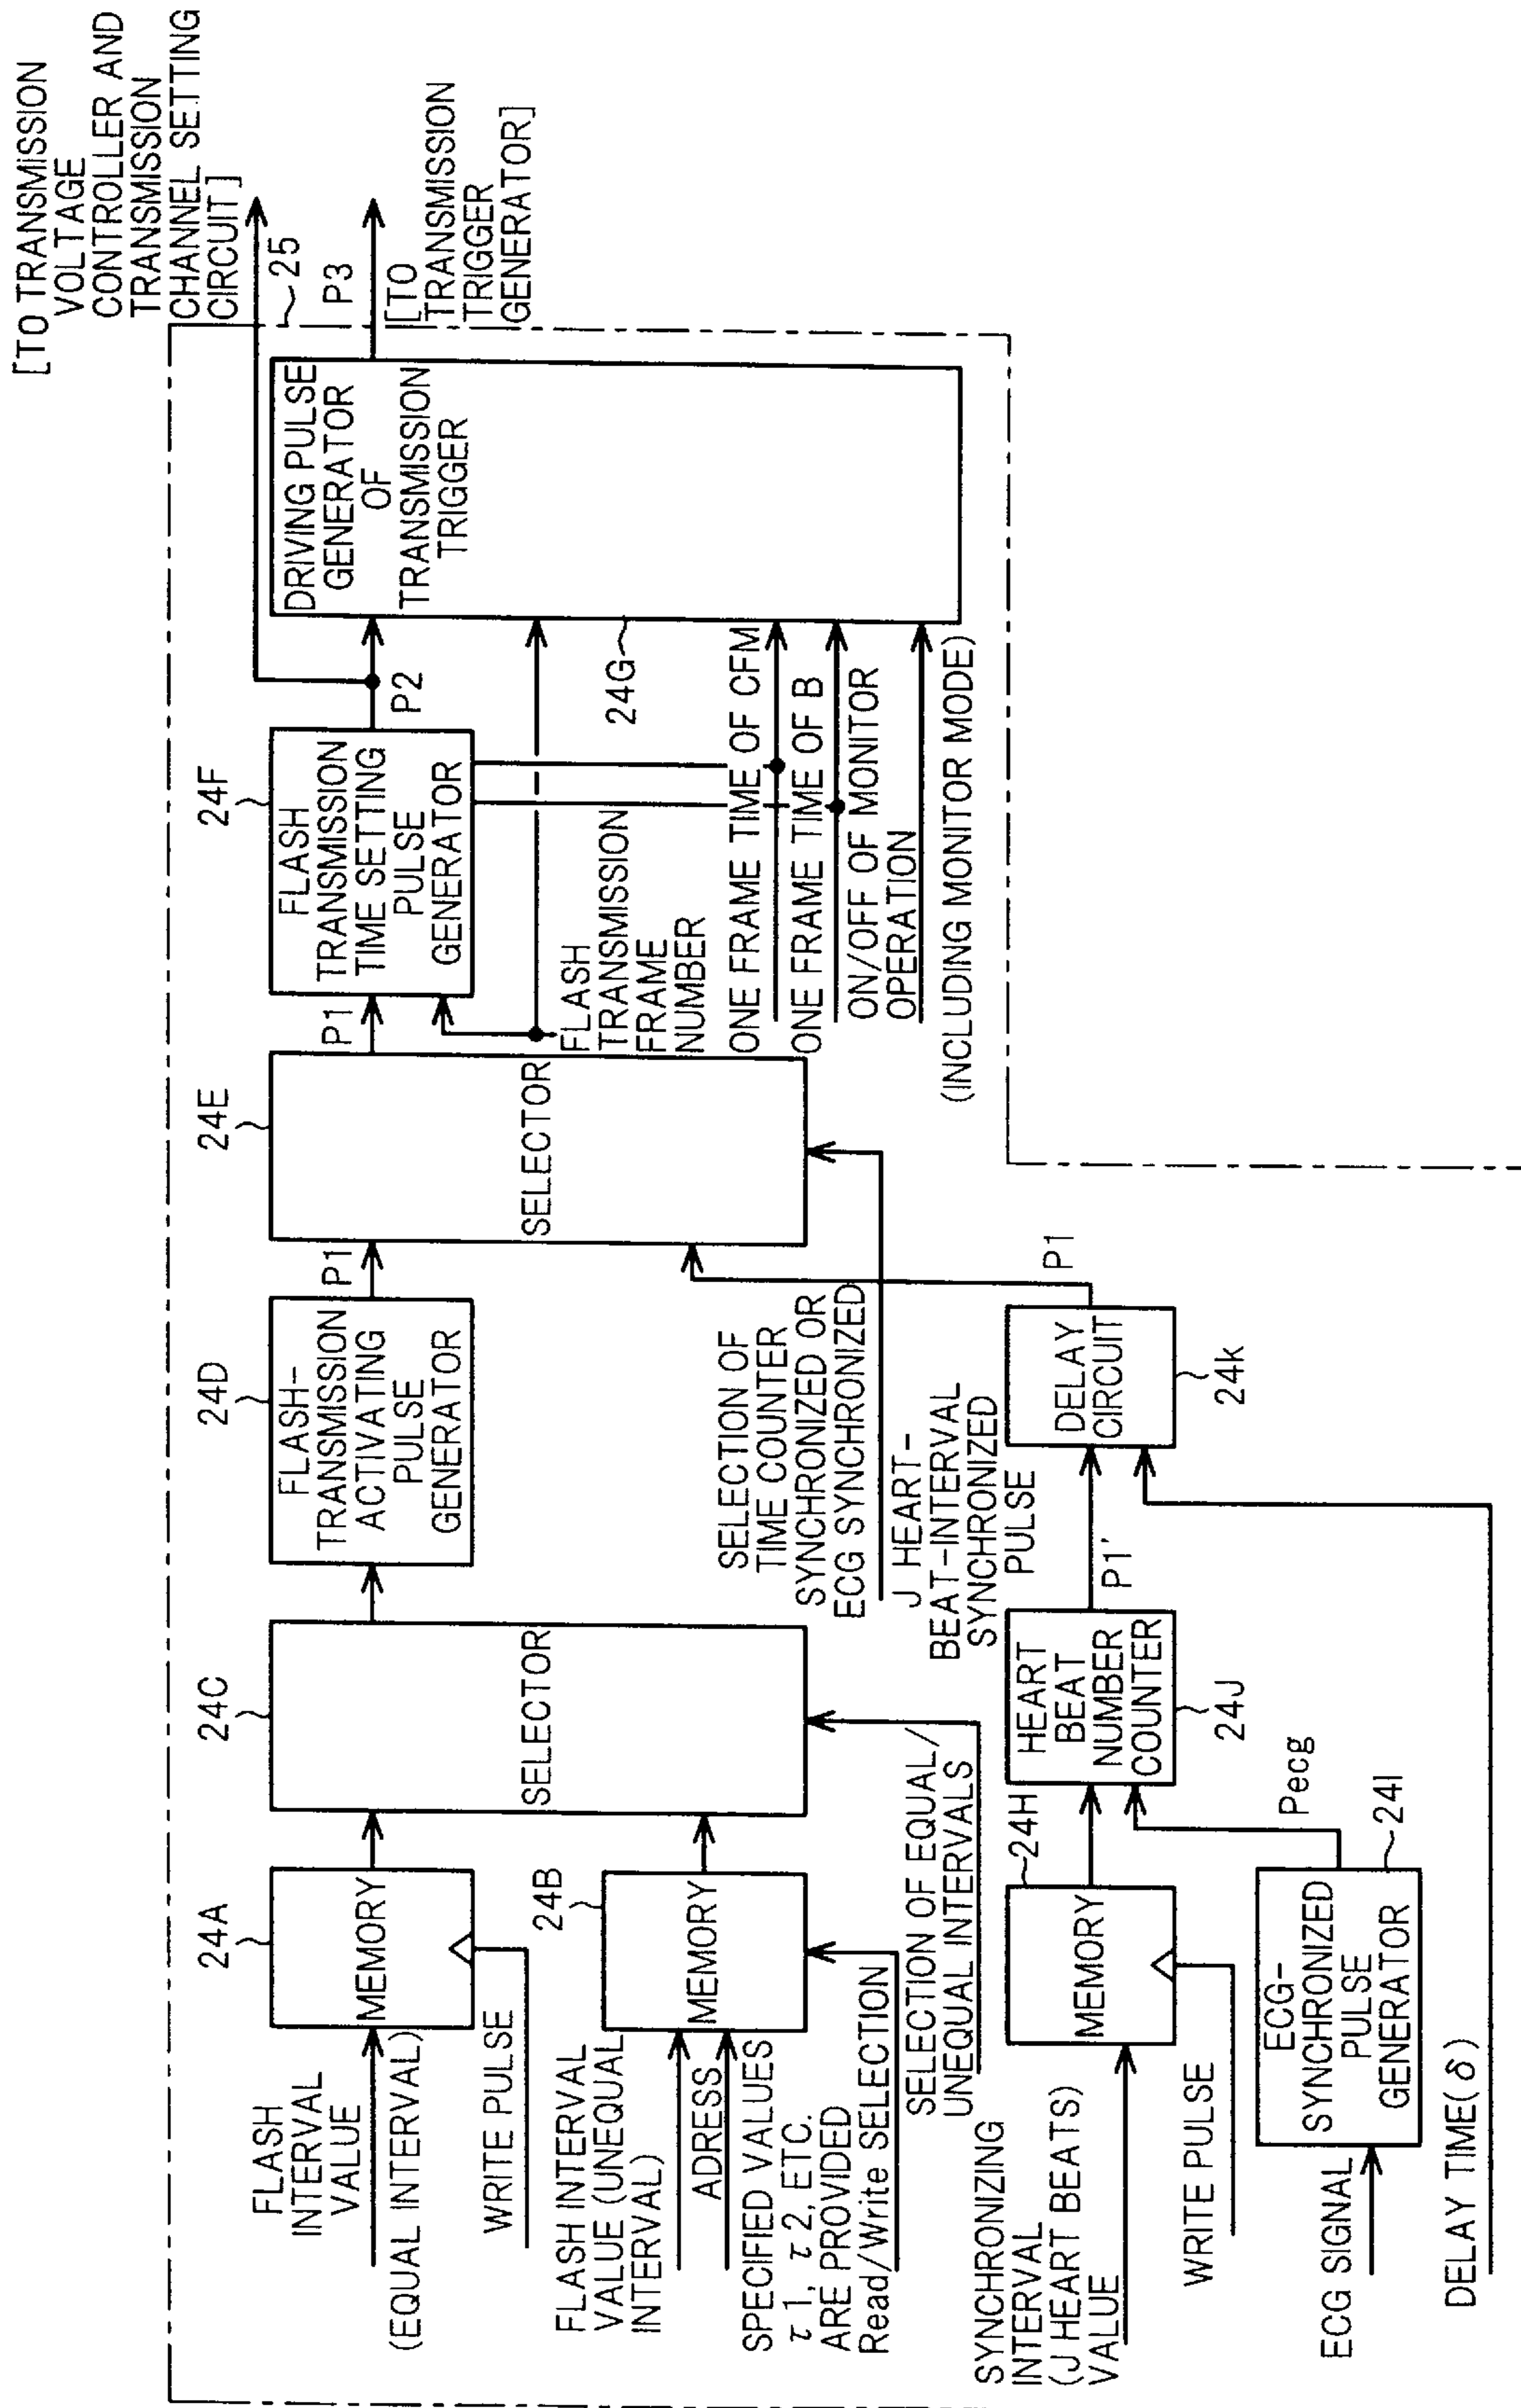 [TO TRANSMISSION
VOLTAGE
CONTROLLER AND
TRANSMISSION
CHANNEL SETTING
CIRCUIT]
25
P3
[TO
TRANSMISSION
TRIGGER
GENERATOR]
24A
MEMORY
FLASH
INTERVAL
VALUE
(EQUAL INTERVAL)
WRITE PULSE
24B
MEMORY
FLASH INTERVAL
VALUE (UNEQUAL
INTERVAL)
ADRESS
SPECIFIED VALUES
τ1, τ2, ETC.
ARE PROVIDED
Read/Write SELECTION
24C
SELECTOR
SELECTION OF EQUAL/
UNEQUAL INTERVALS
24D
FLASH-
TRANSMISSION
ACTIVATING
PULSE
GENERATOR
P1
24E
SELECTOR
SELECTION OF
TIME COUNTER
SYNCHRONIZED OR
ECG SYNCHRONIZED
P1
24F
FLASH
TRANSMISSION
TIME SETTING
PULSE
GENERATOR
P2
FLASH
TRANSMISSION
FRAME
NUMBER
DRIVING PULSE
GENERATOR
OF
TRANSMISSION
TRIGGER
24G
ONE FRAME TIME OF CFM
ONE FRAME TIME OF B
ON/OFF OF MONITOR
OPERATION
(INCLUDING MONITOR MODE)
SYNCHRONIZING
INTERVAL
(J HEART BEATS)
VALUE
24H
MEMORY
WRITE PULSE
HEART
BEAT
NUMBER
COUNTER
24J
J HEART-
BEAT-INTERVAL
SYNCHRONIZED
PULSE
P1'
DELAY
CIRCUIT
24k
P1
ECG SIGNAL
ECG-
SYNCHRONIZED
PULSE
GENERATOR
24I
Pecg
DELAY TIME(δ)